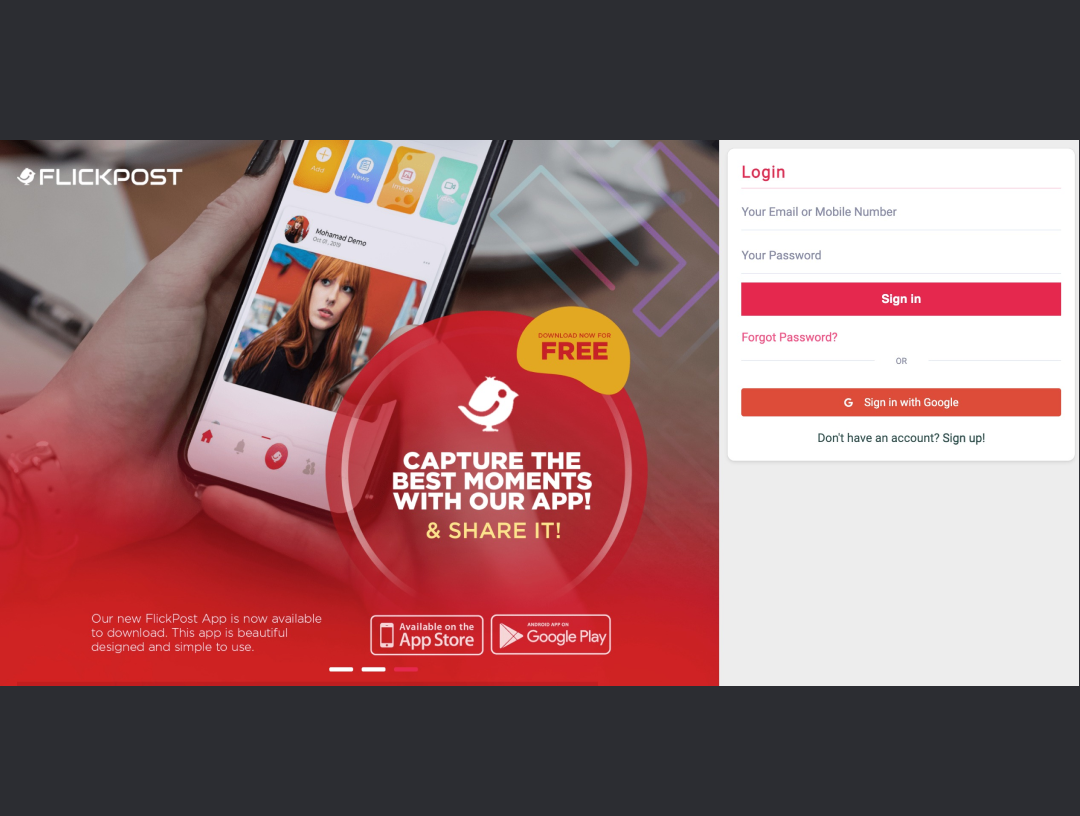 FLICKPOST
Add
News
Image
Mohamad Demo
Oct 01, 2019
DOWNLOAD NOW FOR
FREE
CAPTURE THE
BEST MOMENTS
WITH OUR APP!
& SHARE IT!
Our new FlickPost App is now available
to download. This app is beautiful
designed and simple to use.
Available on the
App Store
ANDROID APP ON
Google Play
Login
Your Email or Mobile Number
Your Password
Sign in
Forgot Password?
OR
G Sign in with Google
Don't have an account? Sign up!